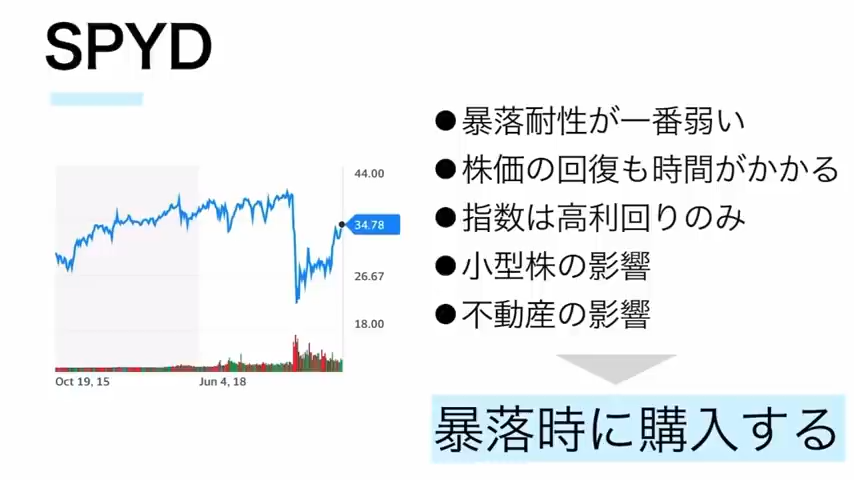 SPYD
●暴落耐性が一番弱い
●株価の回復も時間がかかる
●指数は高利回りのみ
●小型株の影響
●不動産の影響
暴落時に購入する
44.00
34.78
26.67
18.00
Oct 19, 15
Jun 4, 18